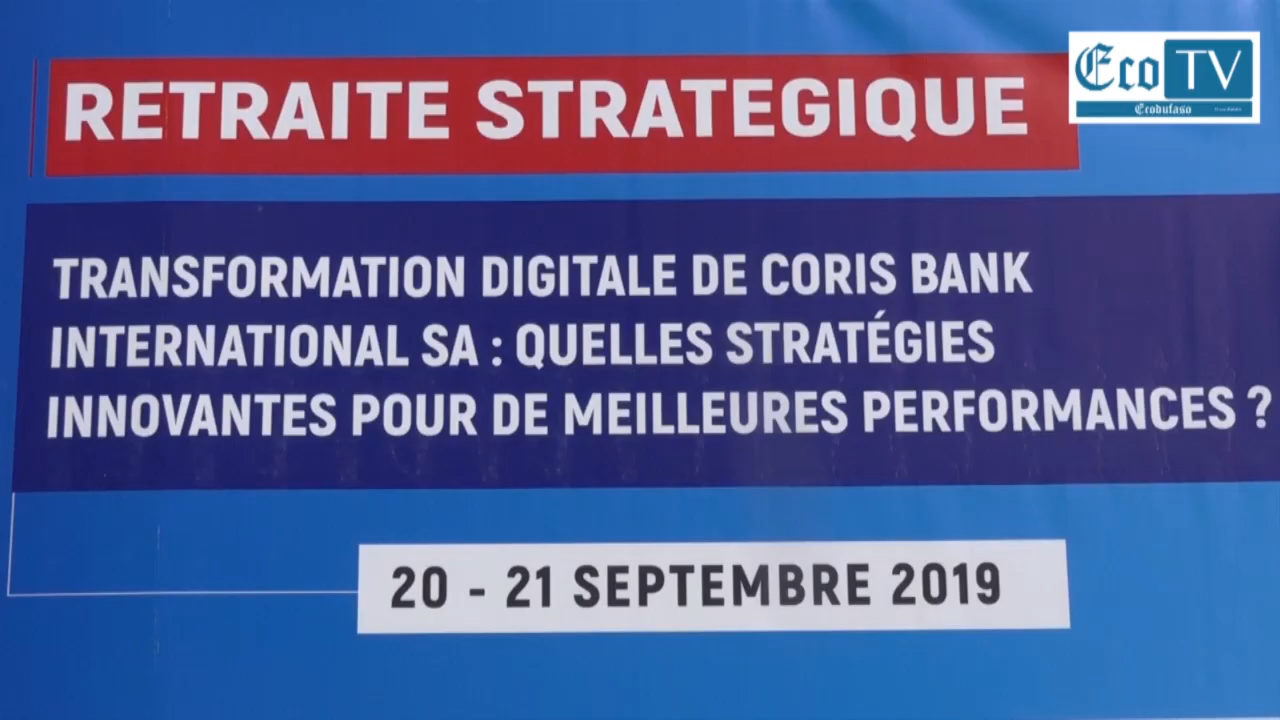 Eco TV
Ecodufaso
RETRAITE STRATEGIQUE
TRANSFORMATION DIGITALE DE CORIS BANK
INTERNATIONAL SA : QUELLES STRATÉGIES
INNOVANTES POUR DE MEILLEURES PERFORMANCES ?
20 - 21 SEPTEMBRE 2019